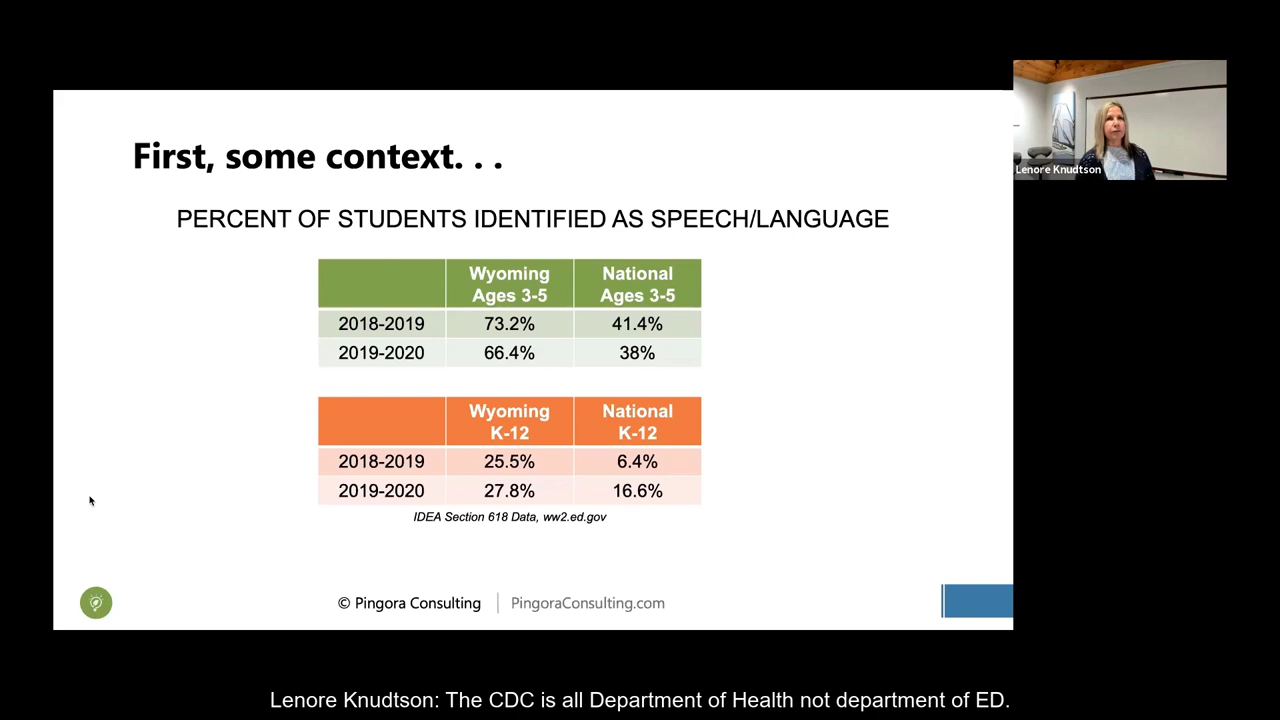 First, some context. . .
Lenore Knudtson
PERCENT OF STUDENTS IDENTIFIED AS SPEECH/LANGUAGE
Wyoming National
Ages 3-5 Ages 3-5
2018-2019 73.2% 41.4%
2019-2020 66.4% 38%
Wyoming National
K-12 K-12
2018-2019 25.5% 6.4%
2019-2020 27.8% 16.6%
IDEA Section 618 Data, ww2.ed.gov
© Pingora Consulting PingoraConsulting.com
Lenore Knudtson: The CDC is all Department of Health not department of ED.